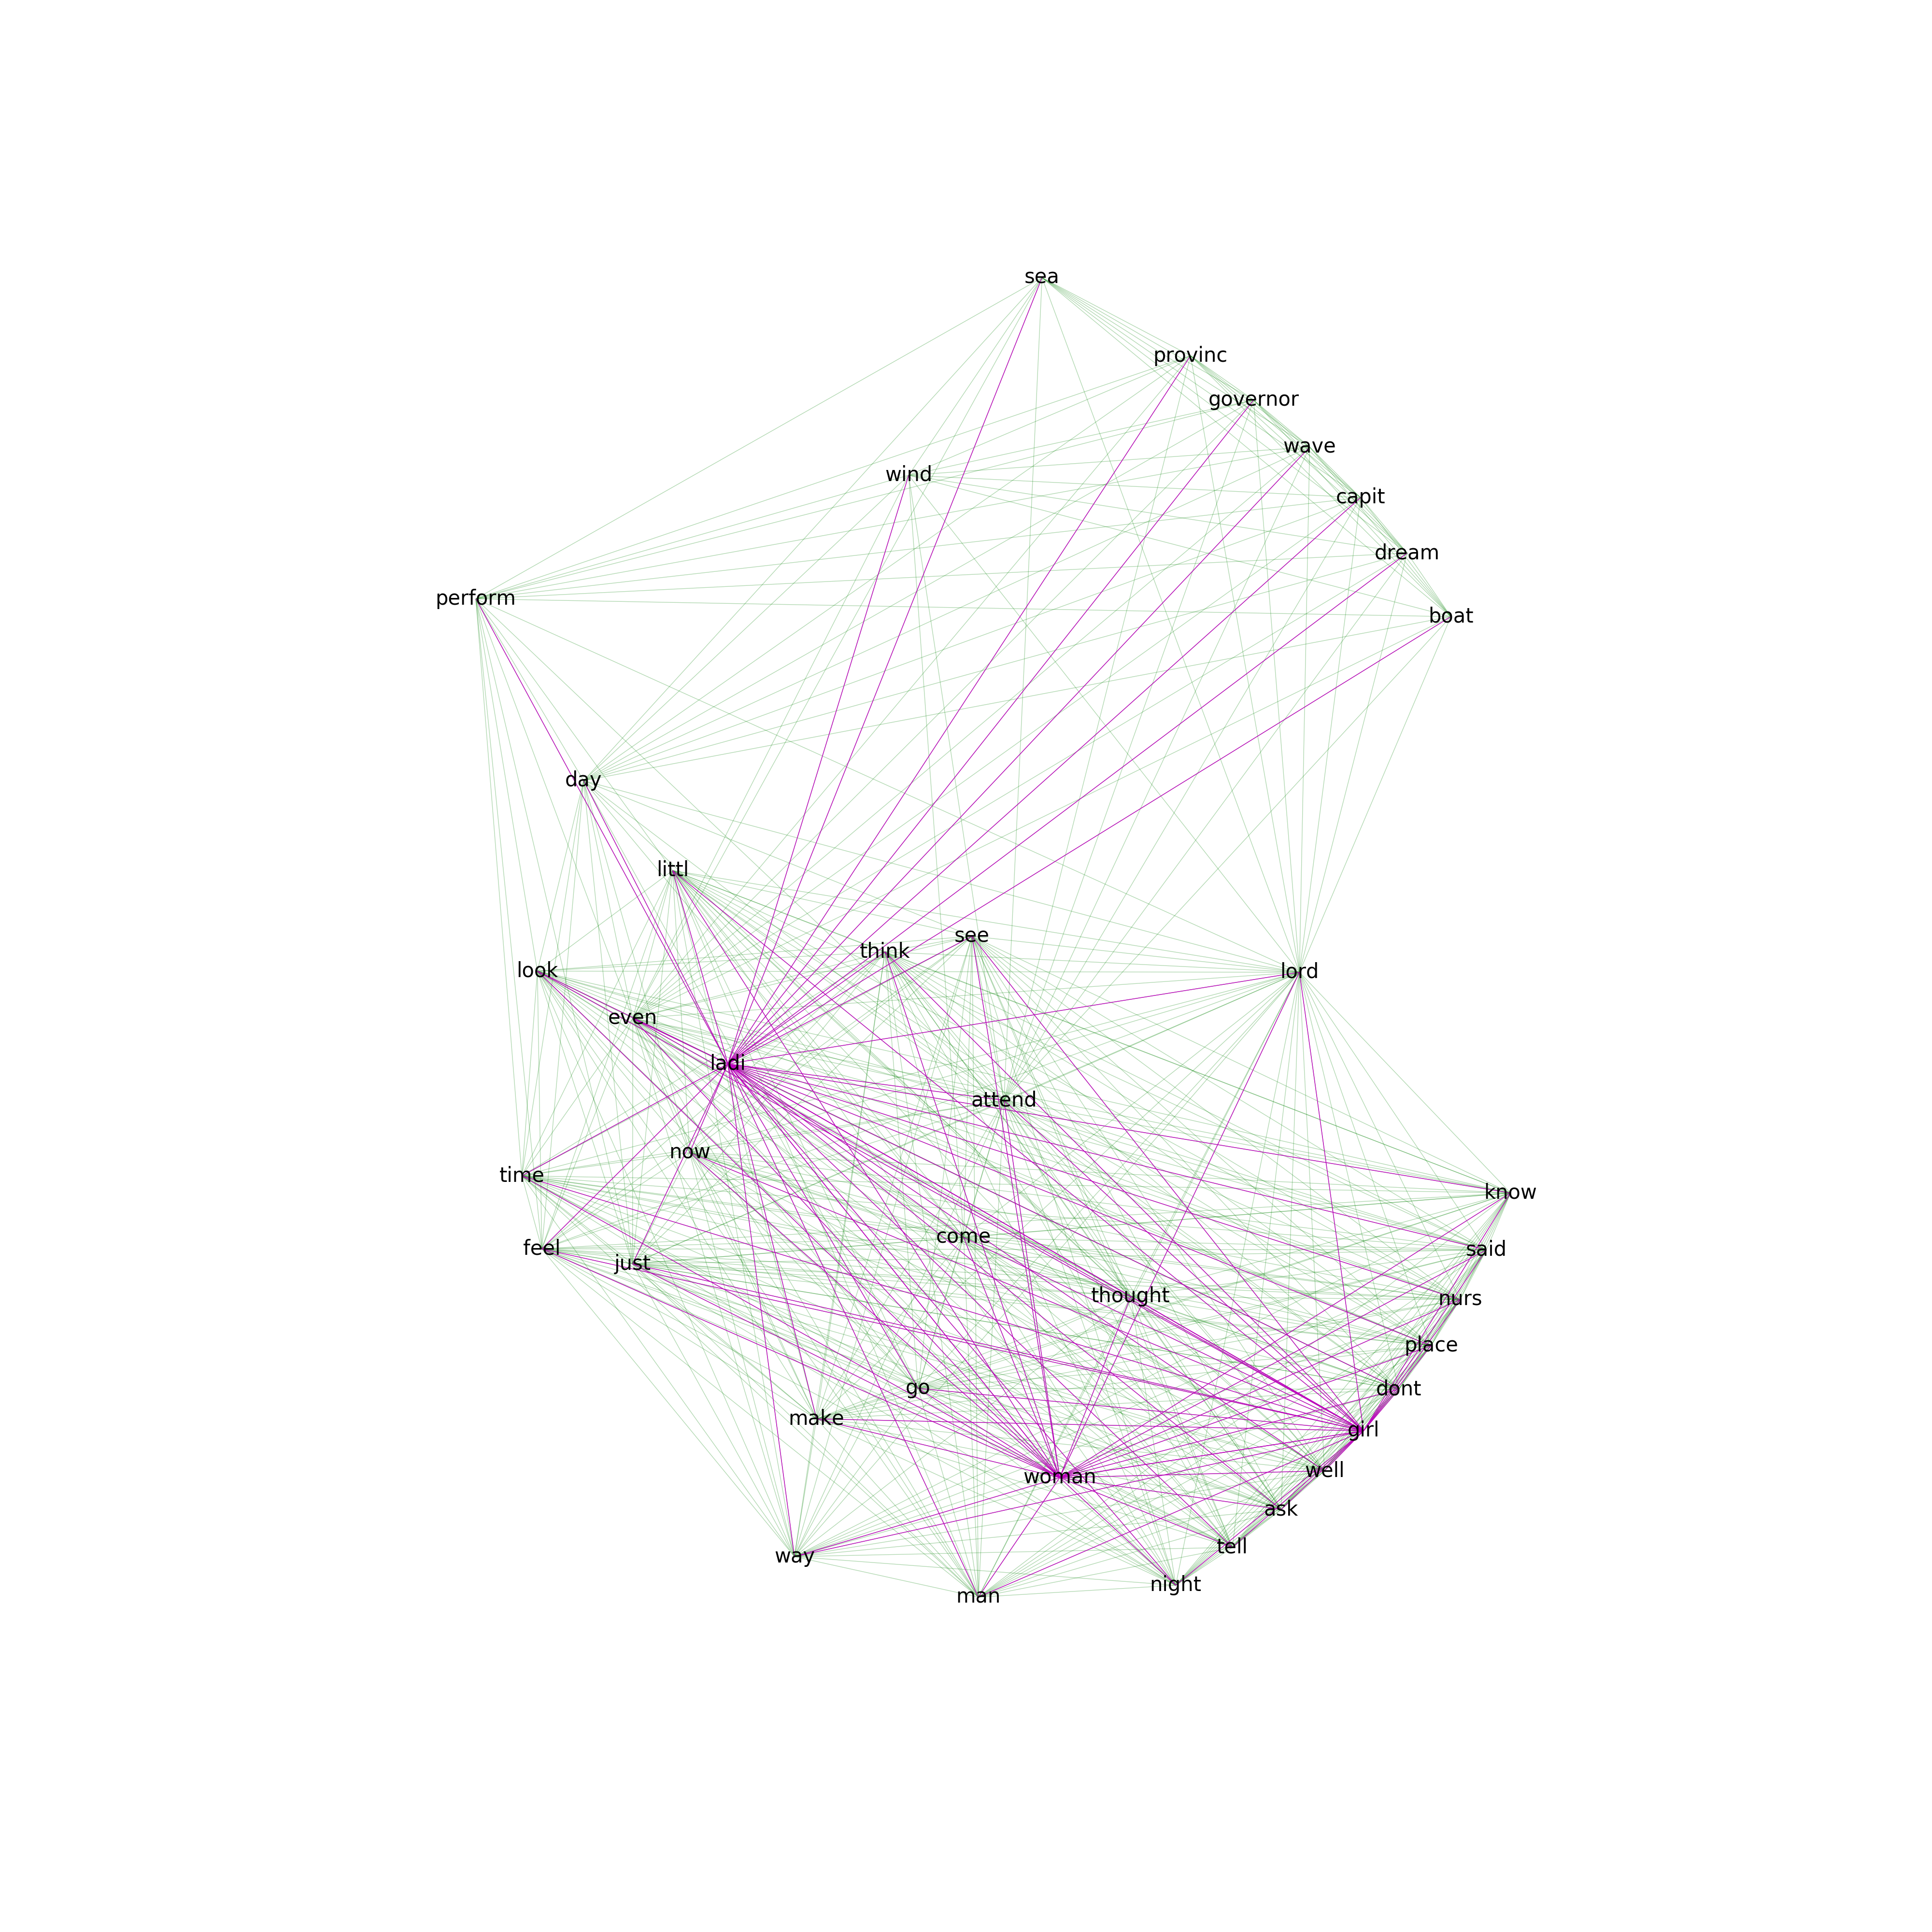 sea
provinc
governor
wave
wind
capit
dream
perform
boat
day
littl
see
think
look
lord
even
ladi
attend
now
time
know
come
feel
said
just
thought
nurs
place
go
dont
make
girl
well
woman
ask
tell
way
night
man